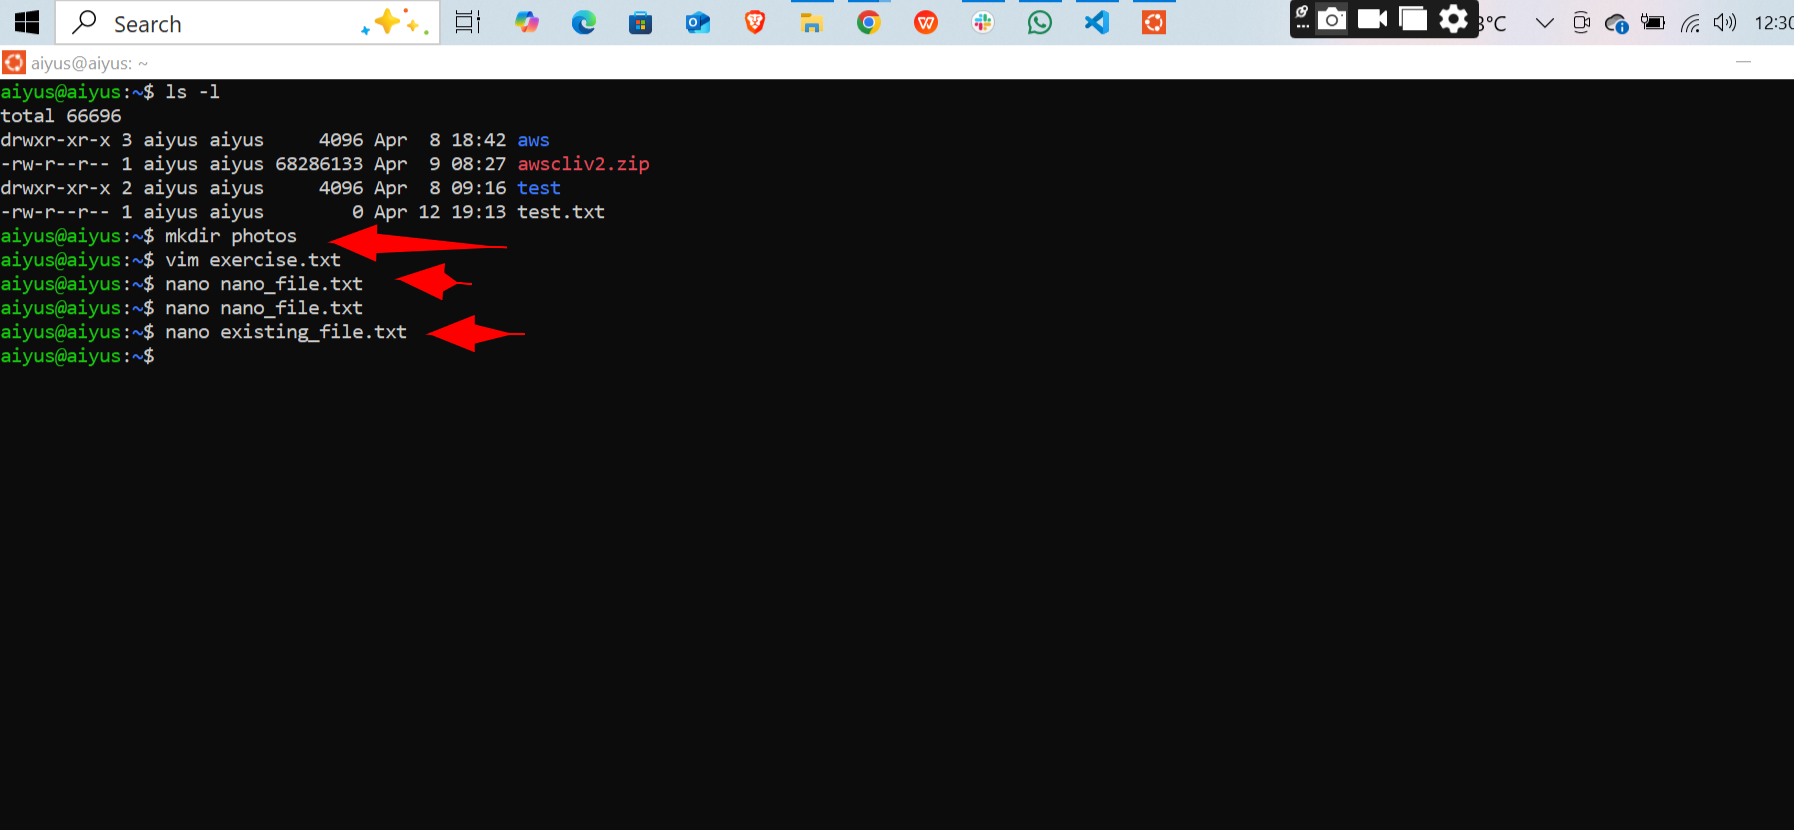 Search
3°C
12:30
aiyus@aiyus: ~
aiyus@aiyus:~$ ls -l
total 66696
drwxr-xr-x 3 aiyus aiyus     4096 Apr  8 18:42 aws
-rw-r--r-- 1 aiyus aiyus 68286133 Apr  9 08:27 awscliv2.zip
drwxr-xr-x 2 aiyus aiyus     4096 Apr  8 09:16 test
-rw-r--r-- 1 aiyus aiyus        0 Apr 12 19:13 test.txt
aiyus@aiyus:~$ mkdir photos
aiyus@aiyus:~$ vim exercise.txt
aiyus@aiyus:~$ nano nano_file.txt
aiyus@aiyus:~$ nano nano_file.txt
aiyus@aiyus:~$ nano existing_file.txt
aiyus@aiyus:~$